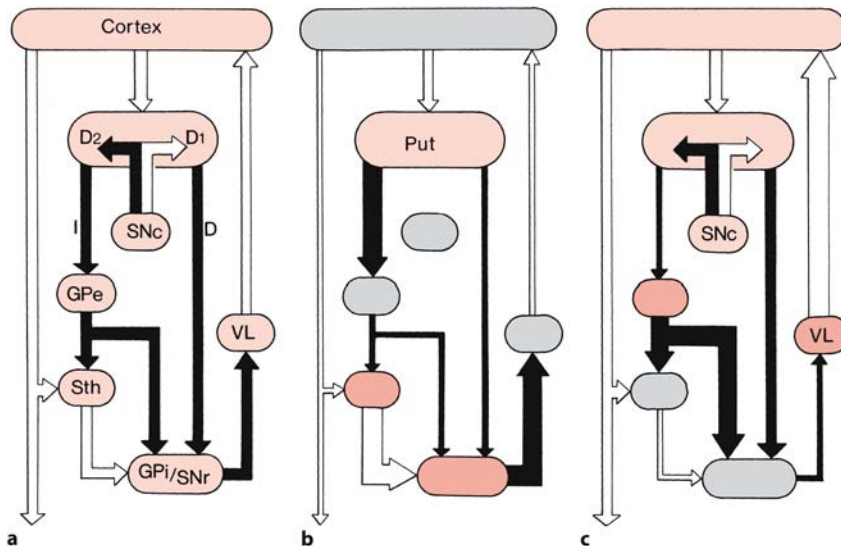 Cortex
D2 D1
SNc
I D
GPe
VL
Sth
GPi/SNr
a
Put
b
SNc
VL
c